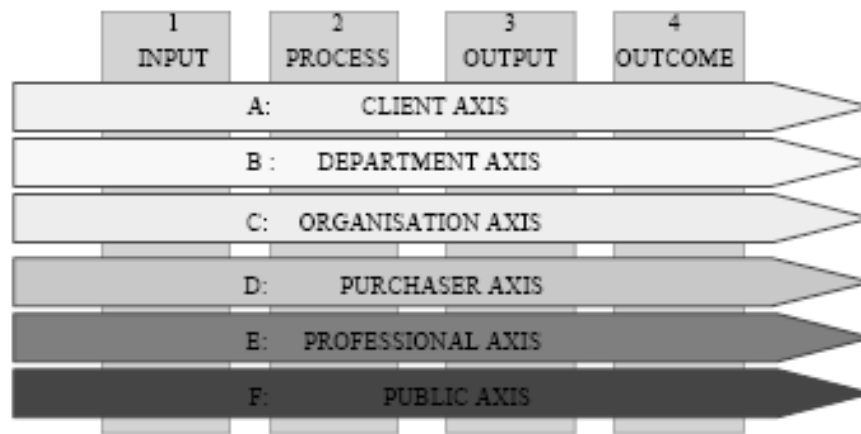 1 2 3 4
INPUT PROCESS OUTPUT OUTCOME
A: CLIENT AXIS
B : DEPARTMENT AXIS
C: ORGANISATION AXIS
D: PURCHASER AXIS
E: PROFESSIONAL AXIS
F: PUBLIC AXIS